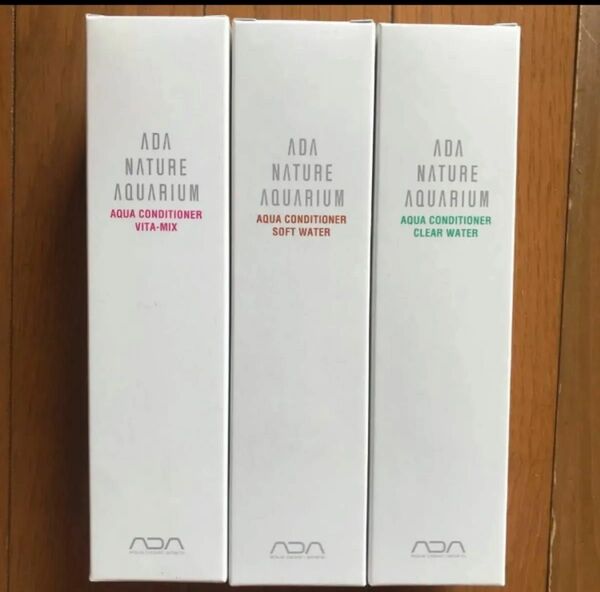 ADA
NATURE
AQUARIUM
AQUA CONDITIONER
VITA-MIX
ADA
ADA
NATURE
AQUARIUM
AQUA CONDITIONER
SOFT WATER
ADA
ADA
NATURE
AQUARIUM
AQUA CONDITIONER
CLEAR WATER
ADA